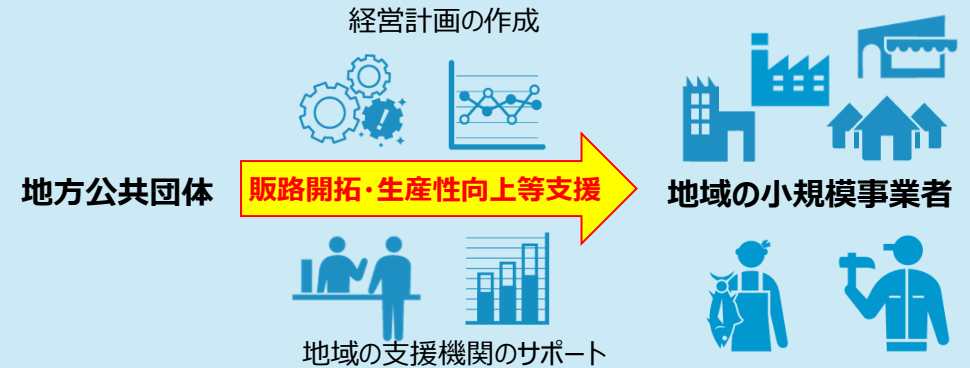 経営計画の作成
地方公共団体
販路開拓・生産性向上等支援
地域の小規模事業者
地域の支援機関のサポート